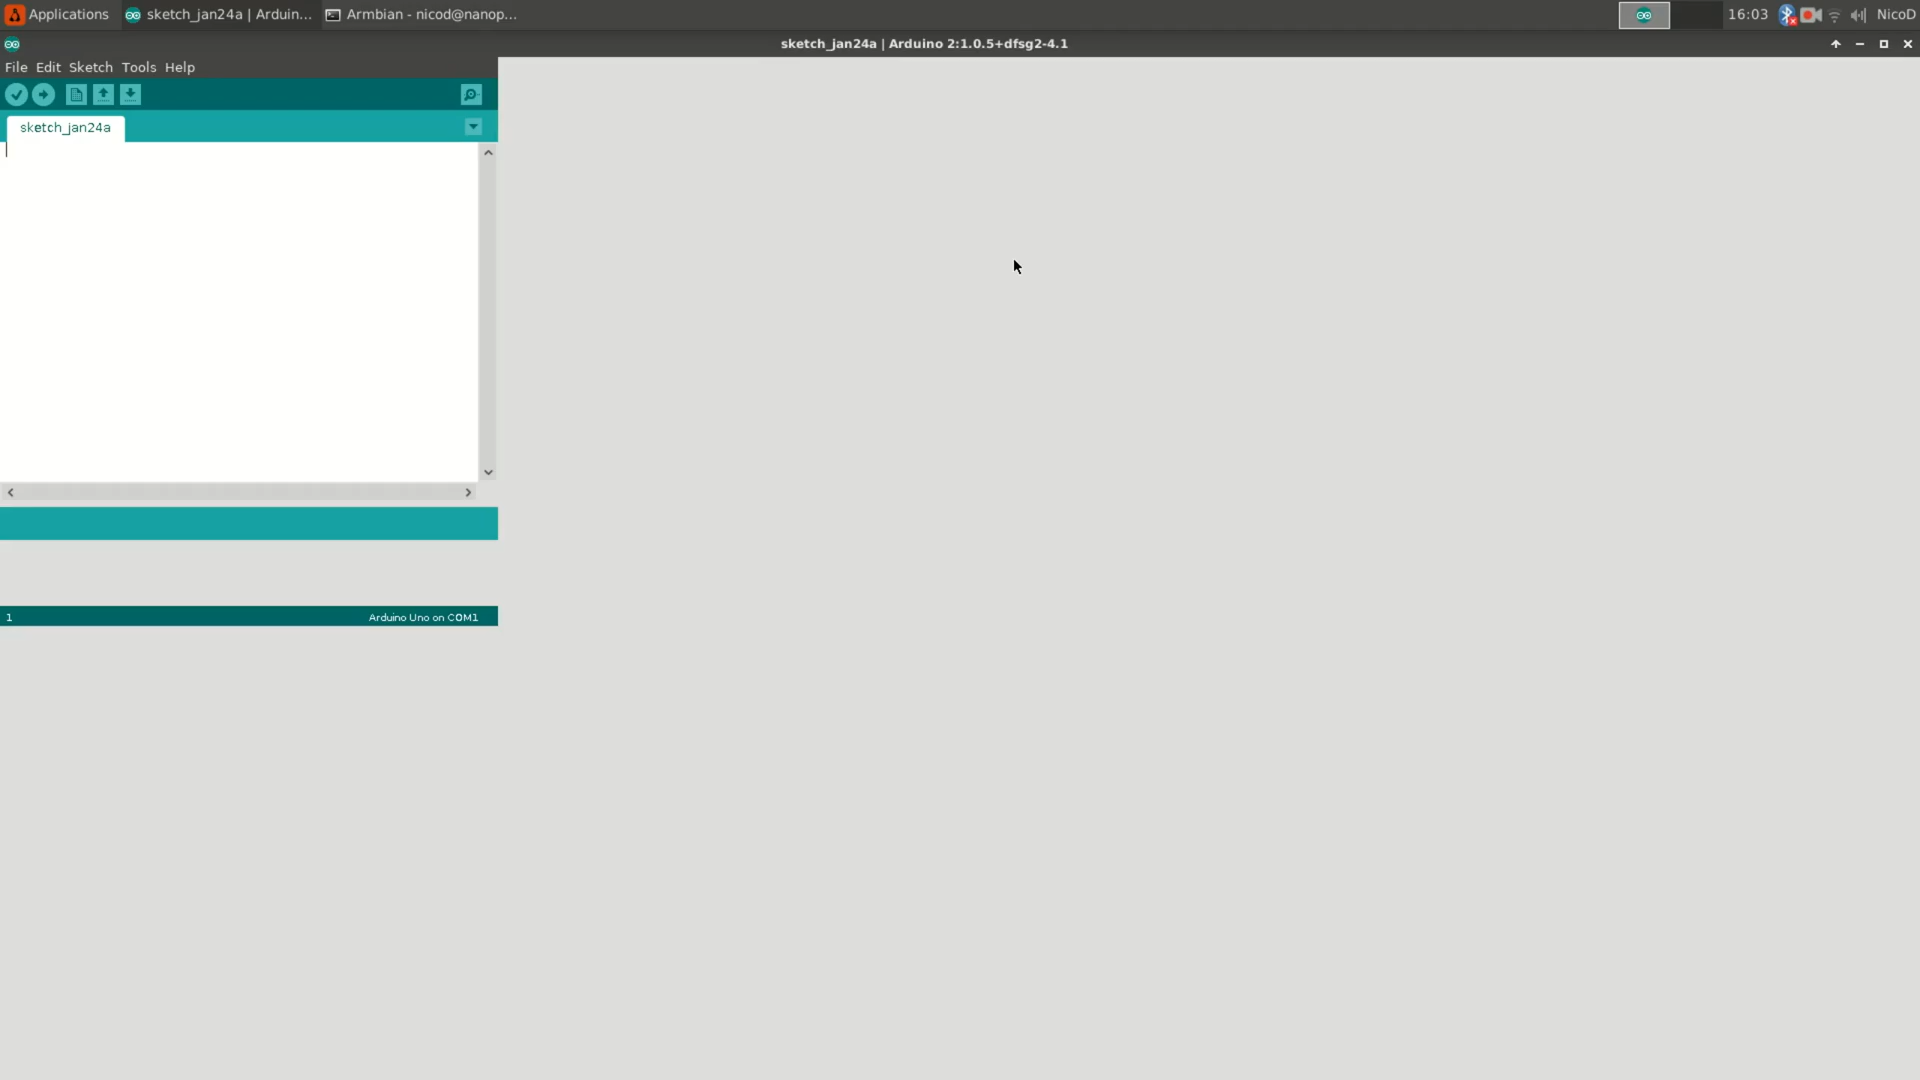 Applications sketch_jan24a | Arduin... Armbian - nicod@nanop... 16:03 NicoD
sketch_jan24a | Arduino 2:1.0.5+dfsg2-4.1
File Edit Sketch Tools Help
sketch_jan24a
1 Arduino Uno on COM1